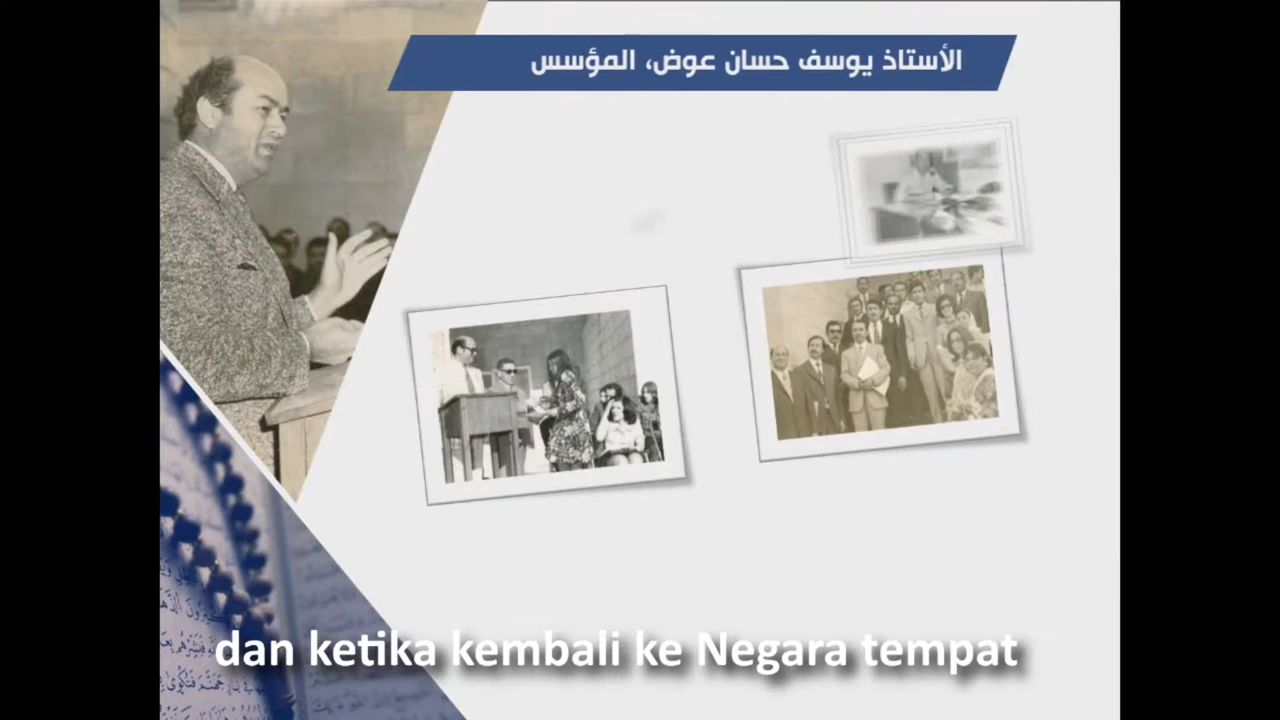 الأستاذ يوسف حسان عوض، المؤسس
dan ketika kembali ke Negara tempat